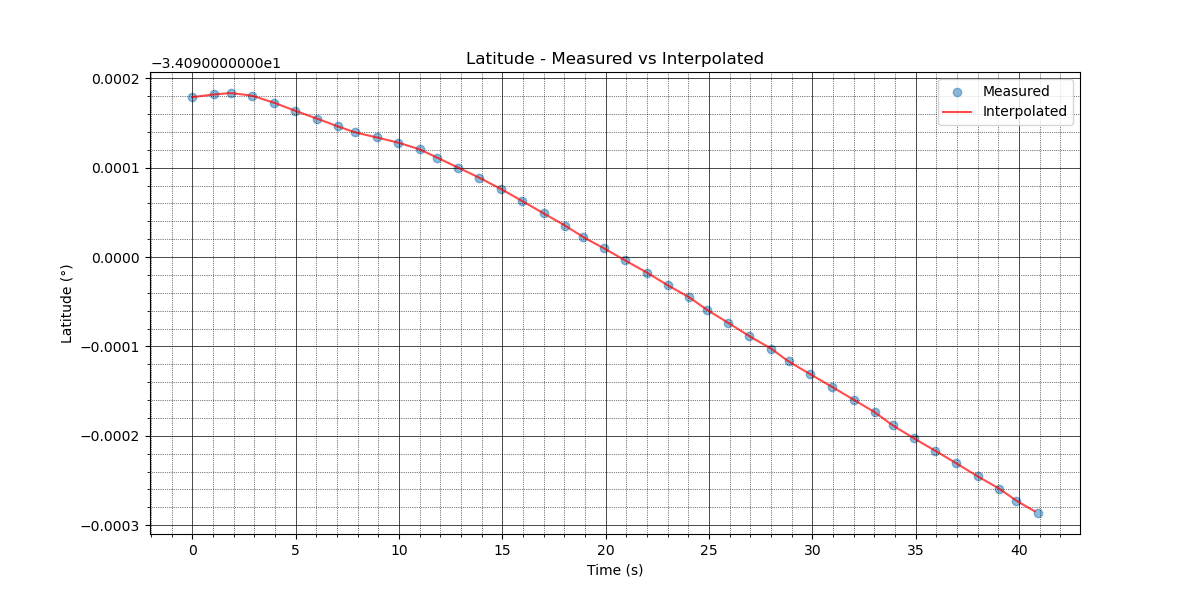 Latitude - Measured vs Interpolated
−3.4090000000e1
0.0002
0.0001
0.0000
−0.0001
−0.0002
−0.0003
Latitude (°)
Measured
Interpolated
0 5 10 15 20 25 30 35 40
Time (s)